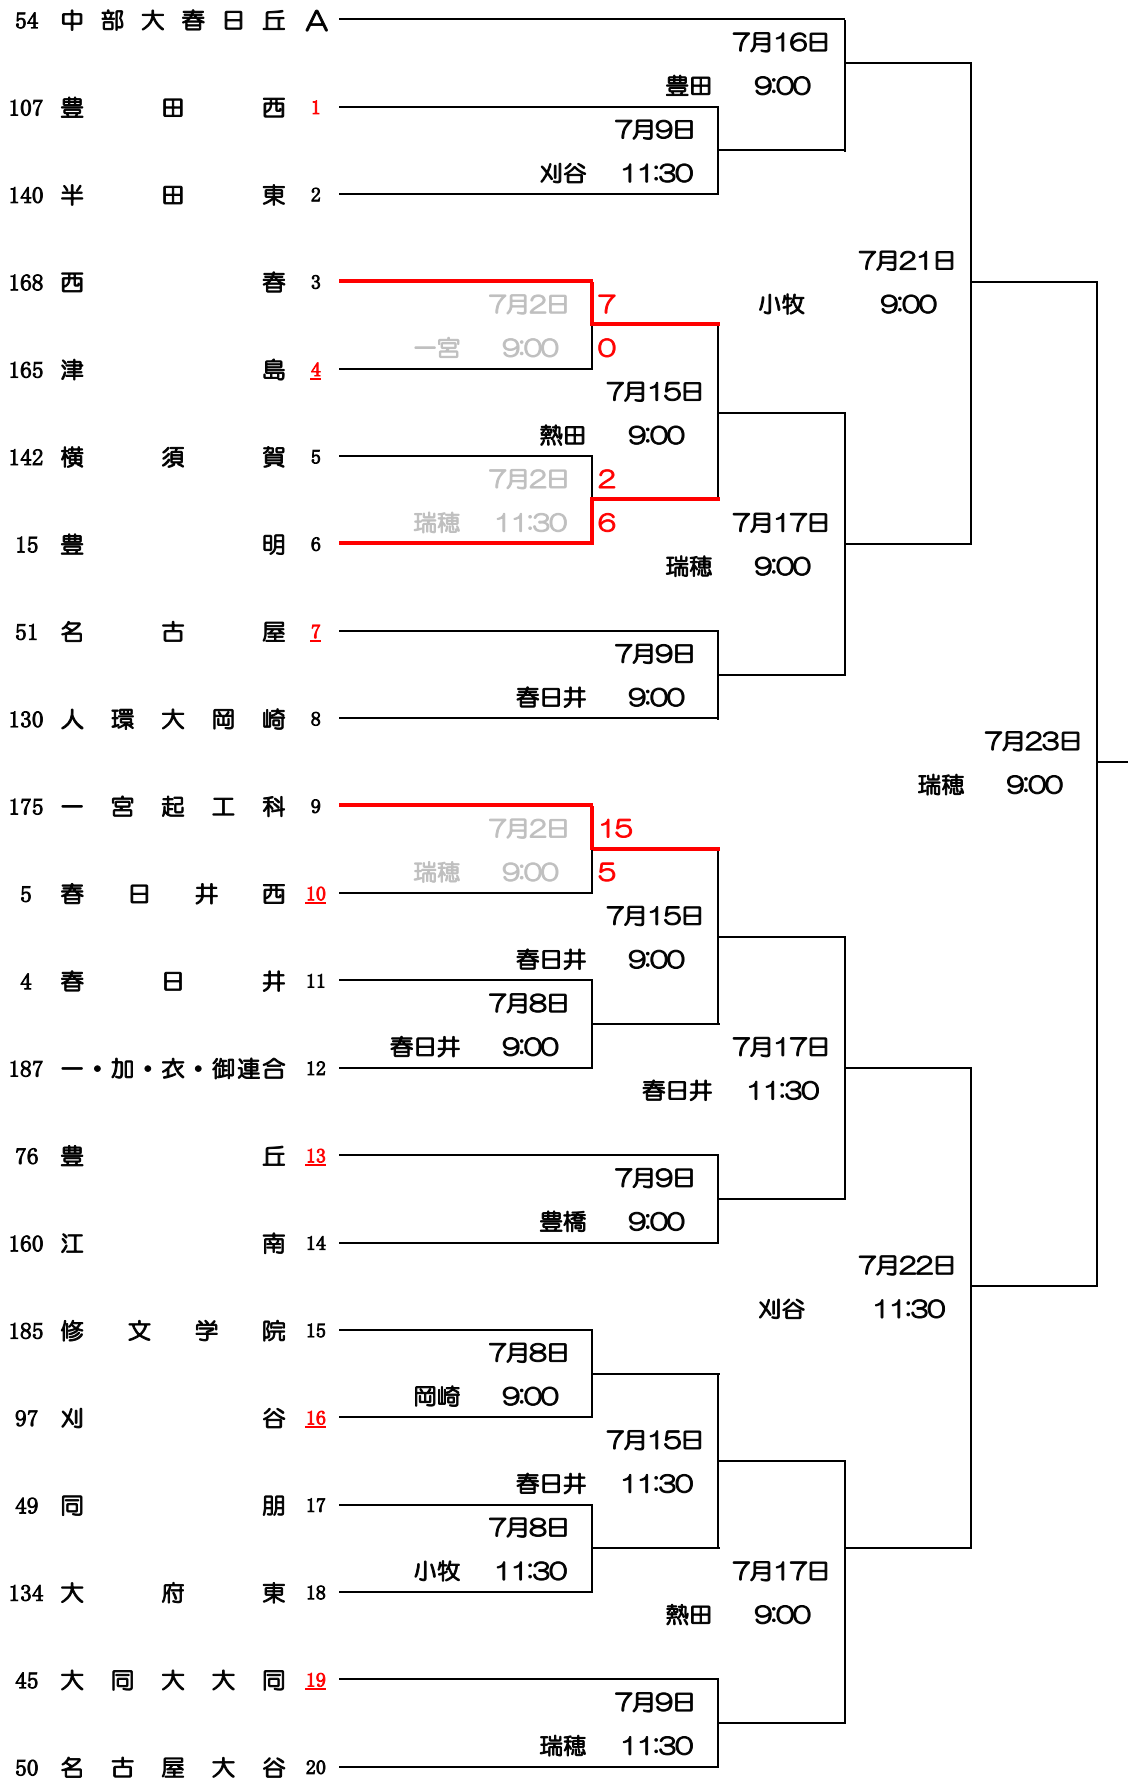 54 中部大春日丘 A
7月16日
豊田 9:00
107 豊田西 1
7月9日
刈谷 11:30
140 半田東 2
7月21日
168 西春 3
7月2日 7
小牧 9:00
一宮 9:00 0
165 津島 4
7月15日
熱田 9:00
142 横須賀 5
7月2日 2
瑞穂 11:30 6
7月17日
15 豊明 6
瑞穂 9:00
51 名古屋 7
7月9日
春日井 9:00
130 人環大岡崎 8
7月23日
瑞穂 9:00
175 一宮起工科 9
7月2日 15
瑞穂 9:00 5
5 春日井西 10
7月15日
春日井 9:00
4 春日井 11
7月8日
春日井 9:00
7月17日
187 一・加・衣・御連合 12
春日井 11:30
76 豊丘 13
7月9日
豊橋 9:00
160 江南 14
7月22日
刈谷 11:30
185 修文学院 15
7月8日
岡崎 9:00
97 刈谷 16
7月15日
春日井 11:30
49 同朋 17
7月8日
小牧 11:30
7月17日
134 大府東 18
熱田 9:00
45 大同大大同 19
7月9日
瑞穂 11:30
50 名古屋大谷 20